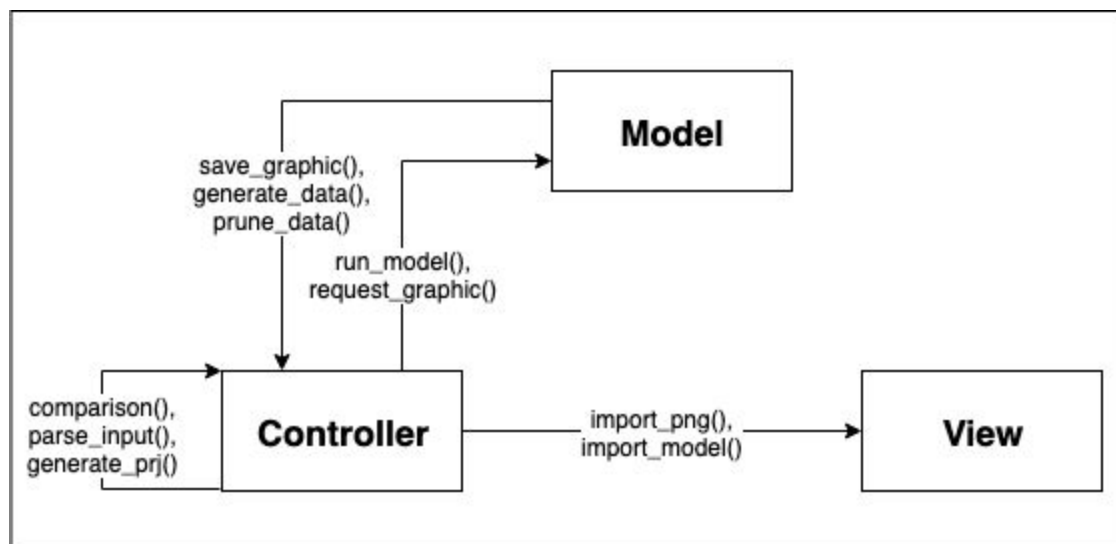 Model
save_graphic(),
generate_data(),
prune_data()
run_model(),
request_graphic()
comparison(),
parse_input(),
generate_prj()
Controller
import_png(),
import_model()
View